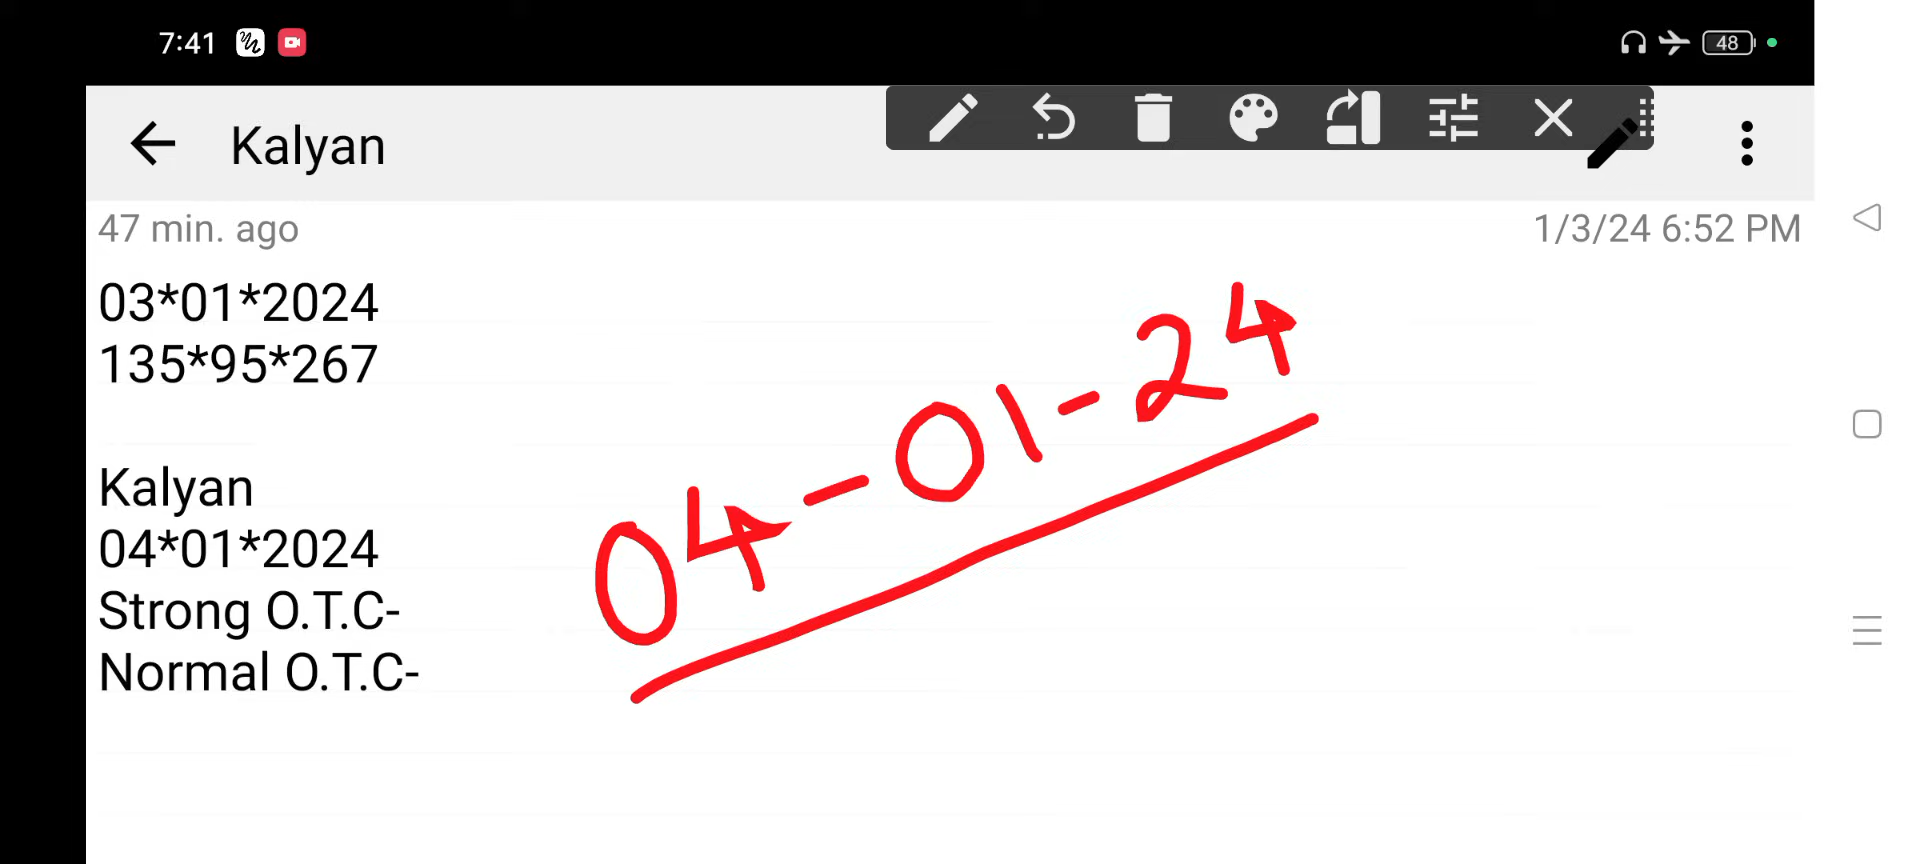 7:41
48
Kalyan
47 min. ago
1/3/24 6:52 PM
03*01*2024
135*95*267
04-01-24
Kalyan
04*01*2024
Strong O.T.C-
Normal O.T.C-